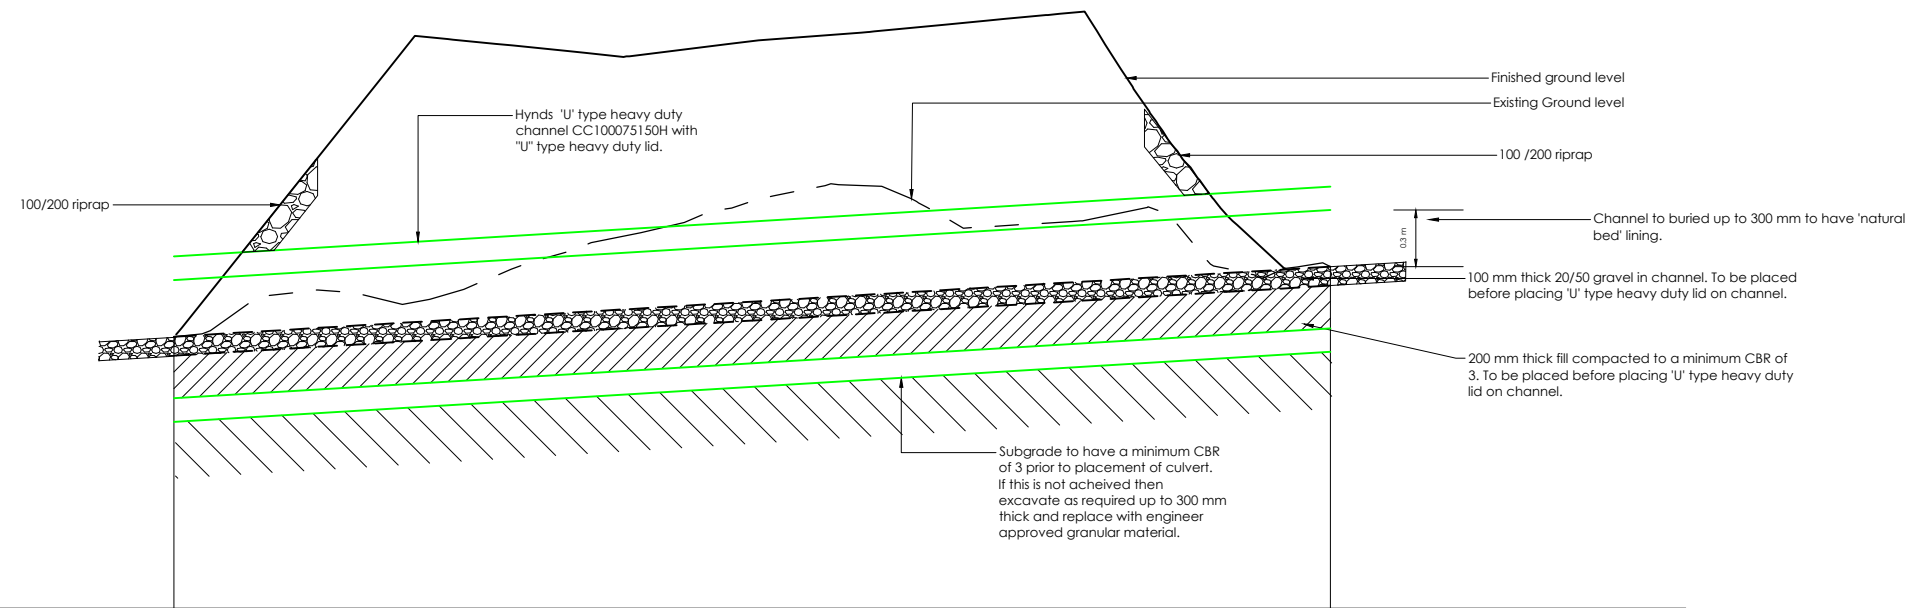 Finished ground level
Existing Ground level
Hynds 'U' type heavy duty
channel CC100075150H with
"U" type heavy duty lid.
100 /200 riprap
100/200 riprap
Channel to buried up to 300 mm to have 'natural
bed' lining.
0.3 m
100 mm thick 20/50 gravel in channel. To be placed
before placing 'U' type heavy duty lid on channel.
200 mm thick fill compacted to a minimum CBR of
3. To be placed before placing 'U' type heavy duty
lid on channel.
Subgrade to have a minimum CBR
of 3 prior to placement of culvert.
If this is not acheived then
excavate as required up to 300 mm
thick and replace with engineer
approved granular material.